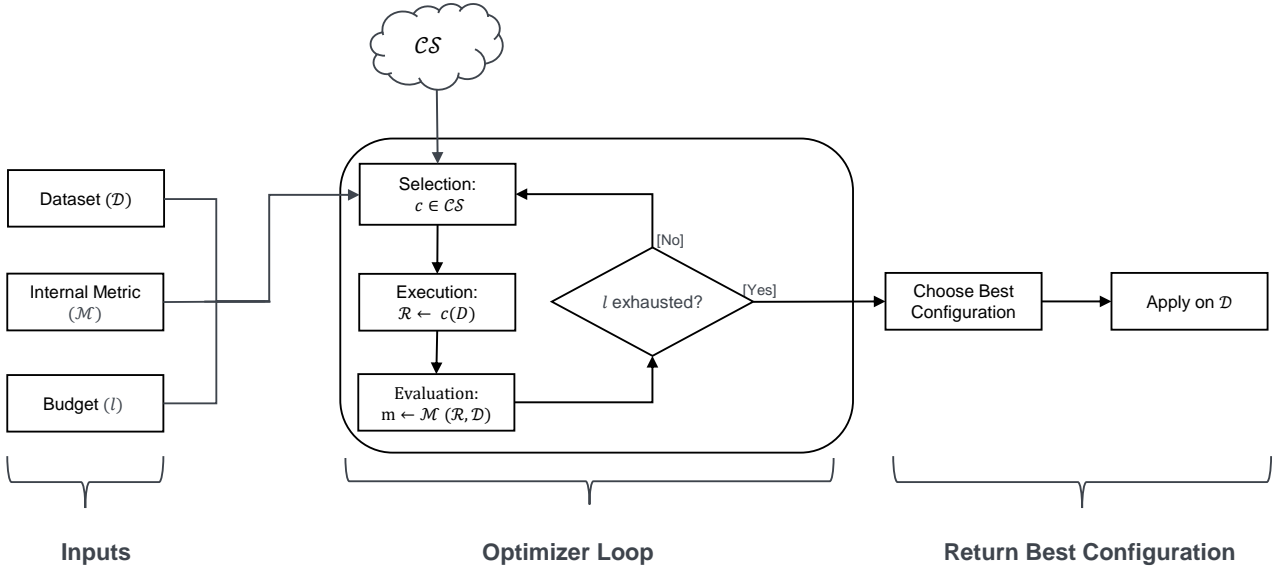 𝒞𝒮
Dataset (𝒟)
Internal Metric
(ℳ)
Budget (𝑙)
Selection:
𝑐 ∈ 𝒞𝒮
Execution:
ℛ ← 𝑐(𝐷)
Evaluation:
m ← ℳ (ℛ, 𝒟)
[No]
𝑙 exhausted?
[Yes]
Choose Best
Configuration
Apply on 𝒟
Inputs
Optimizer Loop
Return Best Configuration